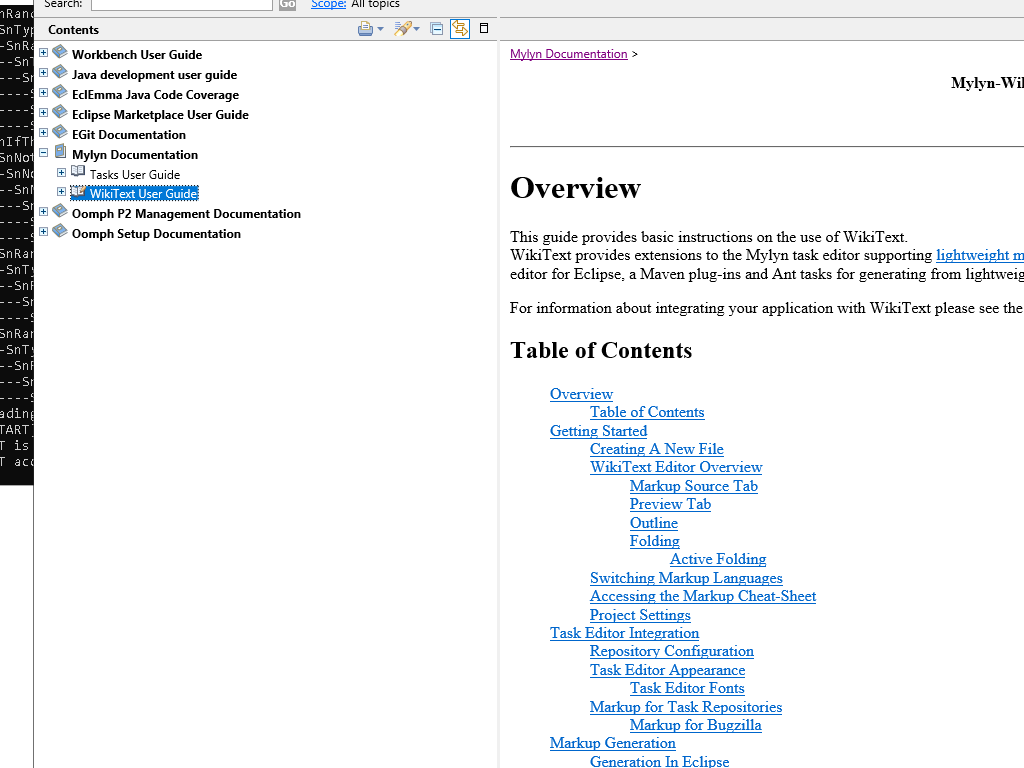 Search: Go Scope: All topics
Contents
Workbench User Guide
Java development user guide
EclEmma Java Code Coverage
Eclipse Marketplace User Guide
EGit Documentation
Mylyn Documentation
Tasks User Guide
WikiText User Guide
Oomph P2 Management Documentation
Oomph Setup Documentation
Mylyn Documentation >
Overview
This guide provides basic instructions on the use of WikiText.
WikiText provides extensions to the Mylyn task editor supporting lightweight
editor for Eclipse, a Maven plug-ins and Ant tasks for generating from
For information about integrating your application with WikiText please see the
Table of Contents
Overview
Table of Contents
Getting Started
Creating A New File
WikiText Editor Overview
Markup Source Tab
Preview Tab
Outline
Folding
Active Folding
Switching Markup Languages
Accessing the Markup Cheat-Sheet
Project Settings
Task Editor Integration
Repository Configuration
Task Editor Appearance
Task Editor Fonts
Markup for Task Repositories
Markup for Bugzilla
Markup Generation
Generation In Eclipse